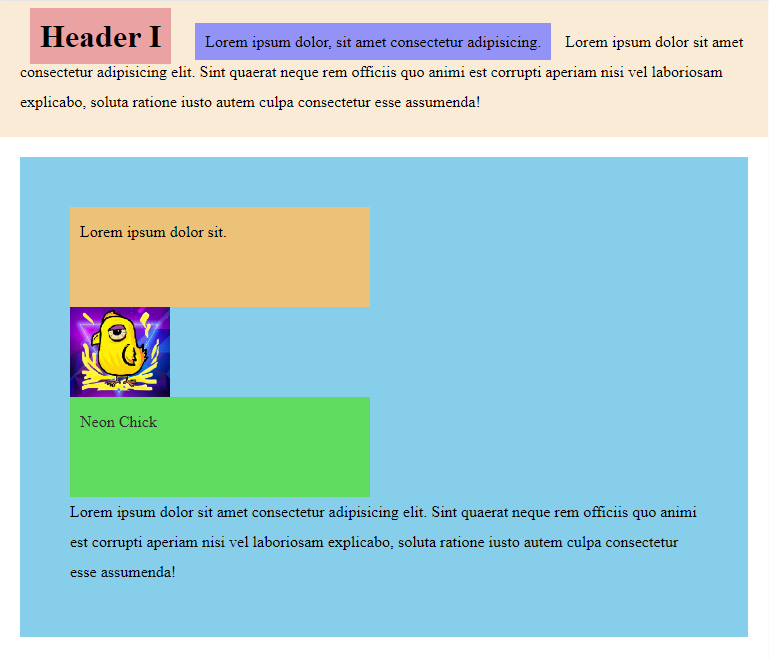 Header I Lorem ipsum dolor, sit amet consectetur adipisicing. Lorem ipsum dolor sit amet
consectetur adipisicing elit. Sint quaerat neque rem officiis quo animi est corrupti aperiam nisi vel laboriosam
explicabo, soluta ratione iusto autem culpa consectetur esse assumenda!
Lorem ipsum dolor sit.
Neon Chick
Lorem ipsum dolor sit amet consectetur adipisicing elit. Sint quaerat neque rem officiis quo animi
est corrupti aperiam nisi vel laboriosam explicabo, soluta ratione iusto autem culpa consectetur
esse assumenda!